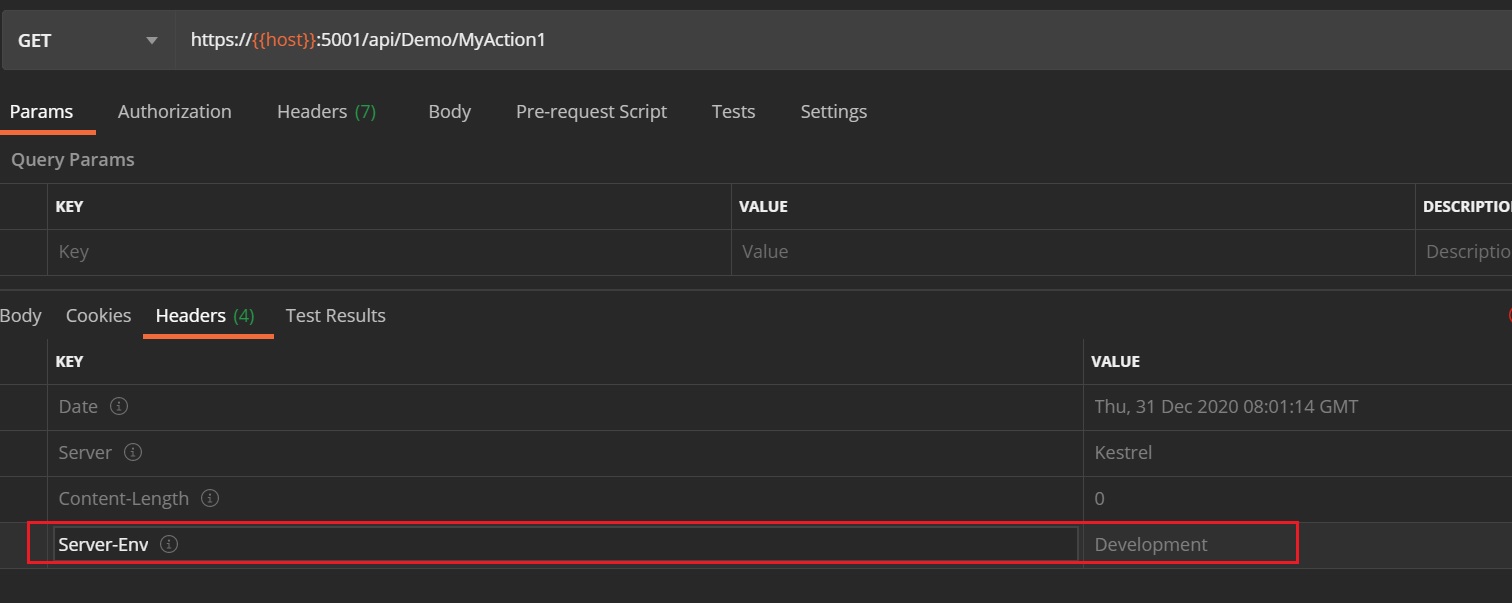 GET https://{{host}}:5001/api/Demo/MyAction1
Params Authorization Headers (7) Body Pre-request Script Tests Settings
Query Params
KEY VALUE DESCRIPTIO
Key Value Descriptio
Body Cookies Headers (4) Test Results
KEY VALUE
Date Thu, 31 Dec 2020 08:01:14 GMT
Server Kestrel
Content-Length 0
Server-Env Development